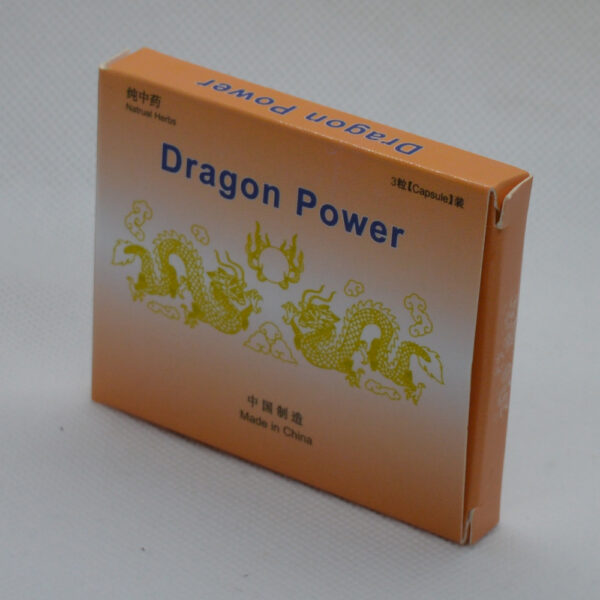 Dragon Power
纯中药
Natrual Herbs
3粒【Capsule】装
Dragon Power
中国制造
Made in China